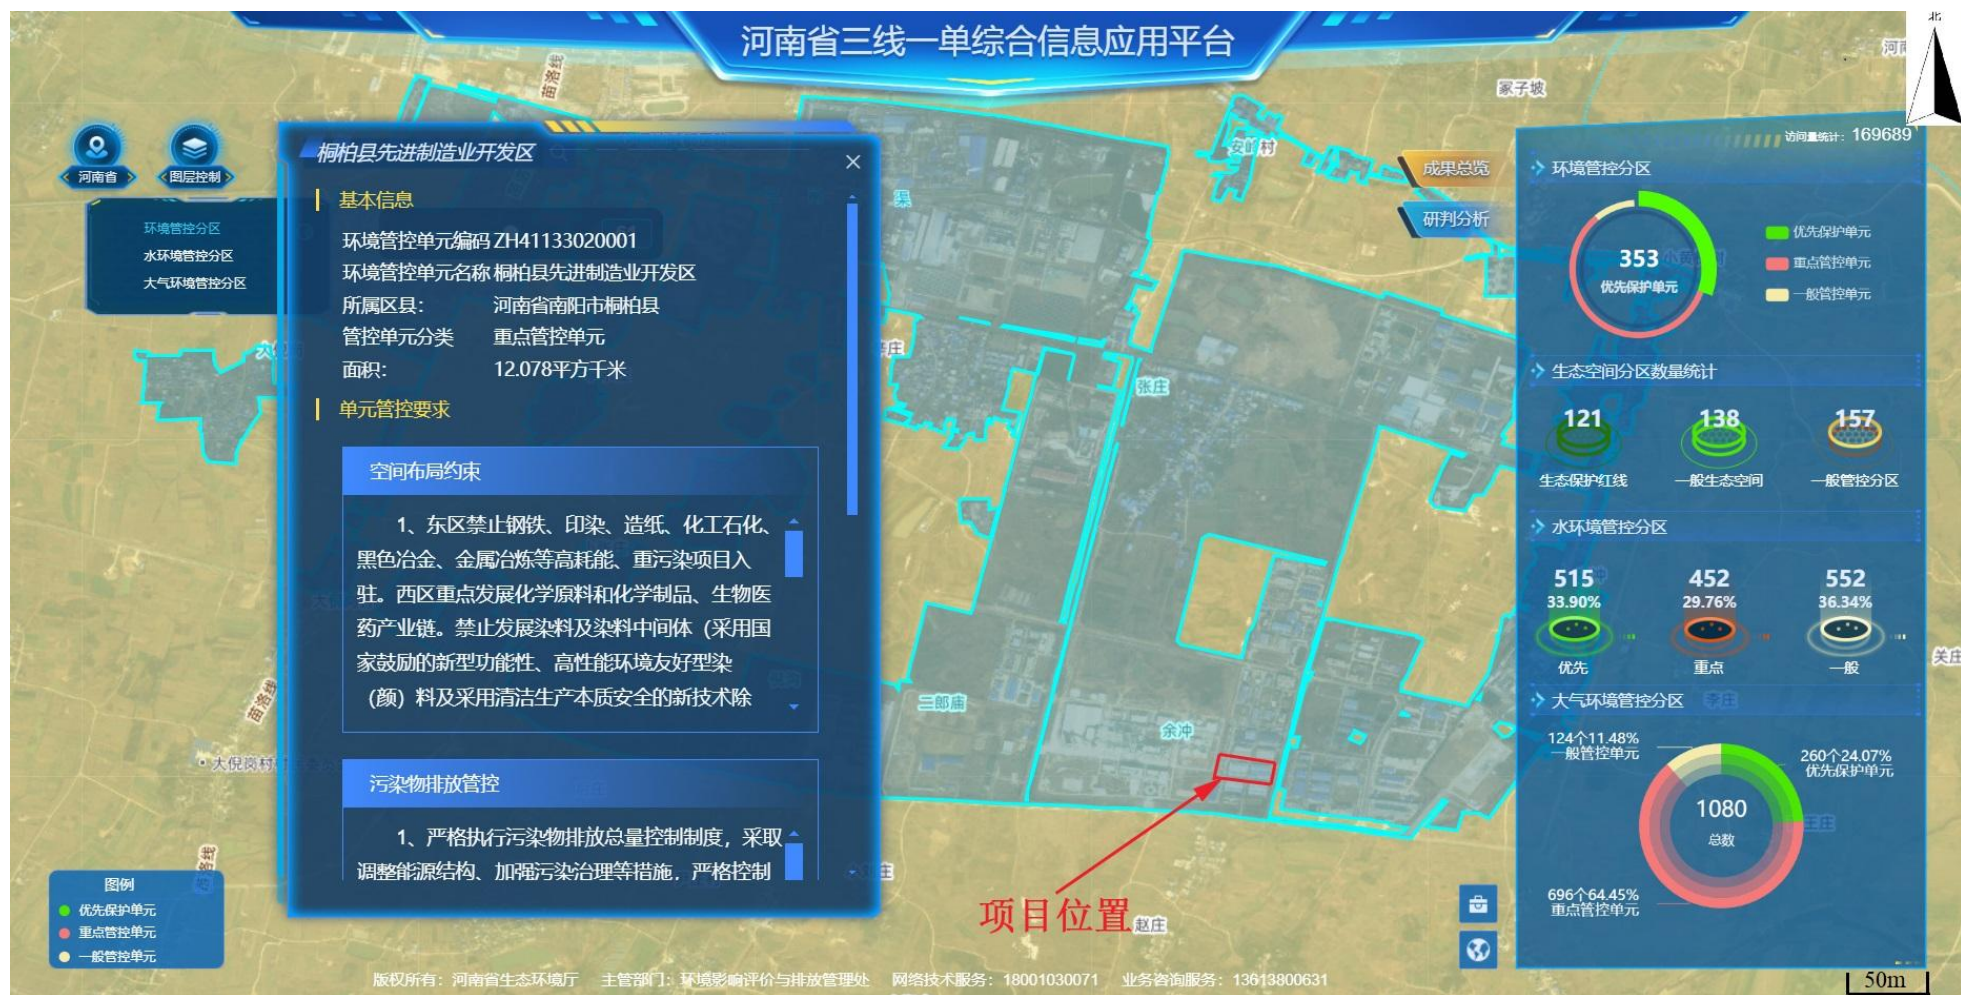 河南省三线一单综合信息应用平台
北
苗洛线
冢子坡
访问量统计：169689
河南省
图层控制
环境管控分区
水环境管控分区
大气环境管控分区
桐柏县先进制造业开发区
基本信息
环境管控单元编码 ZH41133020001
环境管控单元名称 桐柏县先进制造业开发区
所属区县： 河南省南阳市桐柏县
管控单元分类 重点管控单元
面积： 12.078平方千米
单元管控要求
空间布局约束
1、东区禁止钢铁、印染、造纸、化工石化、
黑色冶金、金属冶炼等高耗能、重污染项目入
驻。西区重点发展化学原料和化学制品、生物医
药产业链。禁止发展染料及染料中间体（采用国
家鼓励的新型功能性、高性能环境友好型染
（颜）料及采用清洁生产本质安全的新技术除
污染物排放管控
1、严格执行污染物排放总量控制制度，采取
调整能源结构、加强污染治理等措施，严格控制
成果总览
研判分析
渠
张庄
二郎庙
余冲
项目位置
赵庄
苗洛线
大倪岗村
环境管控分区
353
优先保护单元
优先保护单元
重点管控单元
一般管控单元
生态空间分区数量统计
121
138
157
生态保护红线
一般生态空间
一般管控分区
水环境管控分区
515
452
552
33.90%
29.76%
36.34%
优先
重点
一般
关庄
大气环境管控分区
李庄
124个11.48%
一般管控单元
260个24.07%
优先保护单元
1080
总数
王庄
696个64.45%
重点管控单元
图例
优先保护单元
重点管控单元
一般管控单元
版权所有：河南省生态环境厅 主管部门：环境影响评价与排放管理处 网络技术服务：18001030071 业务咨询服务：13613800631
50m